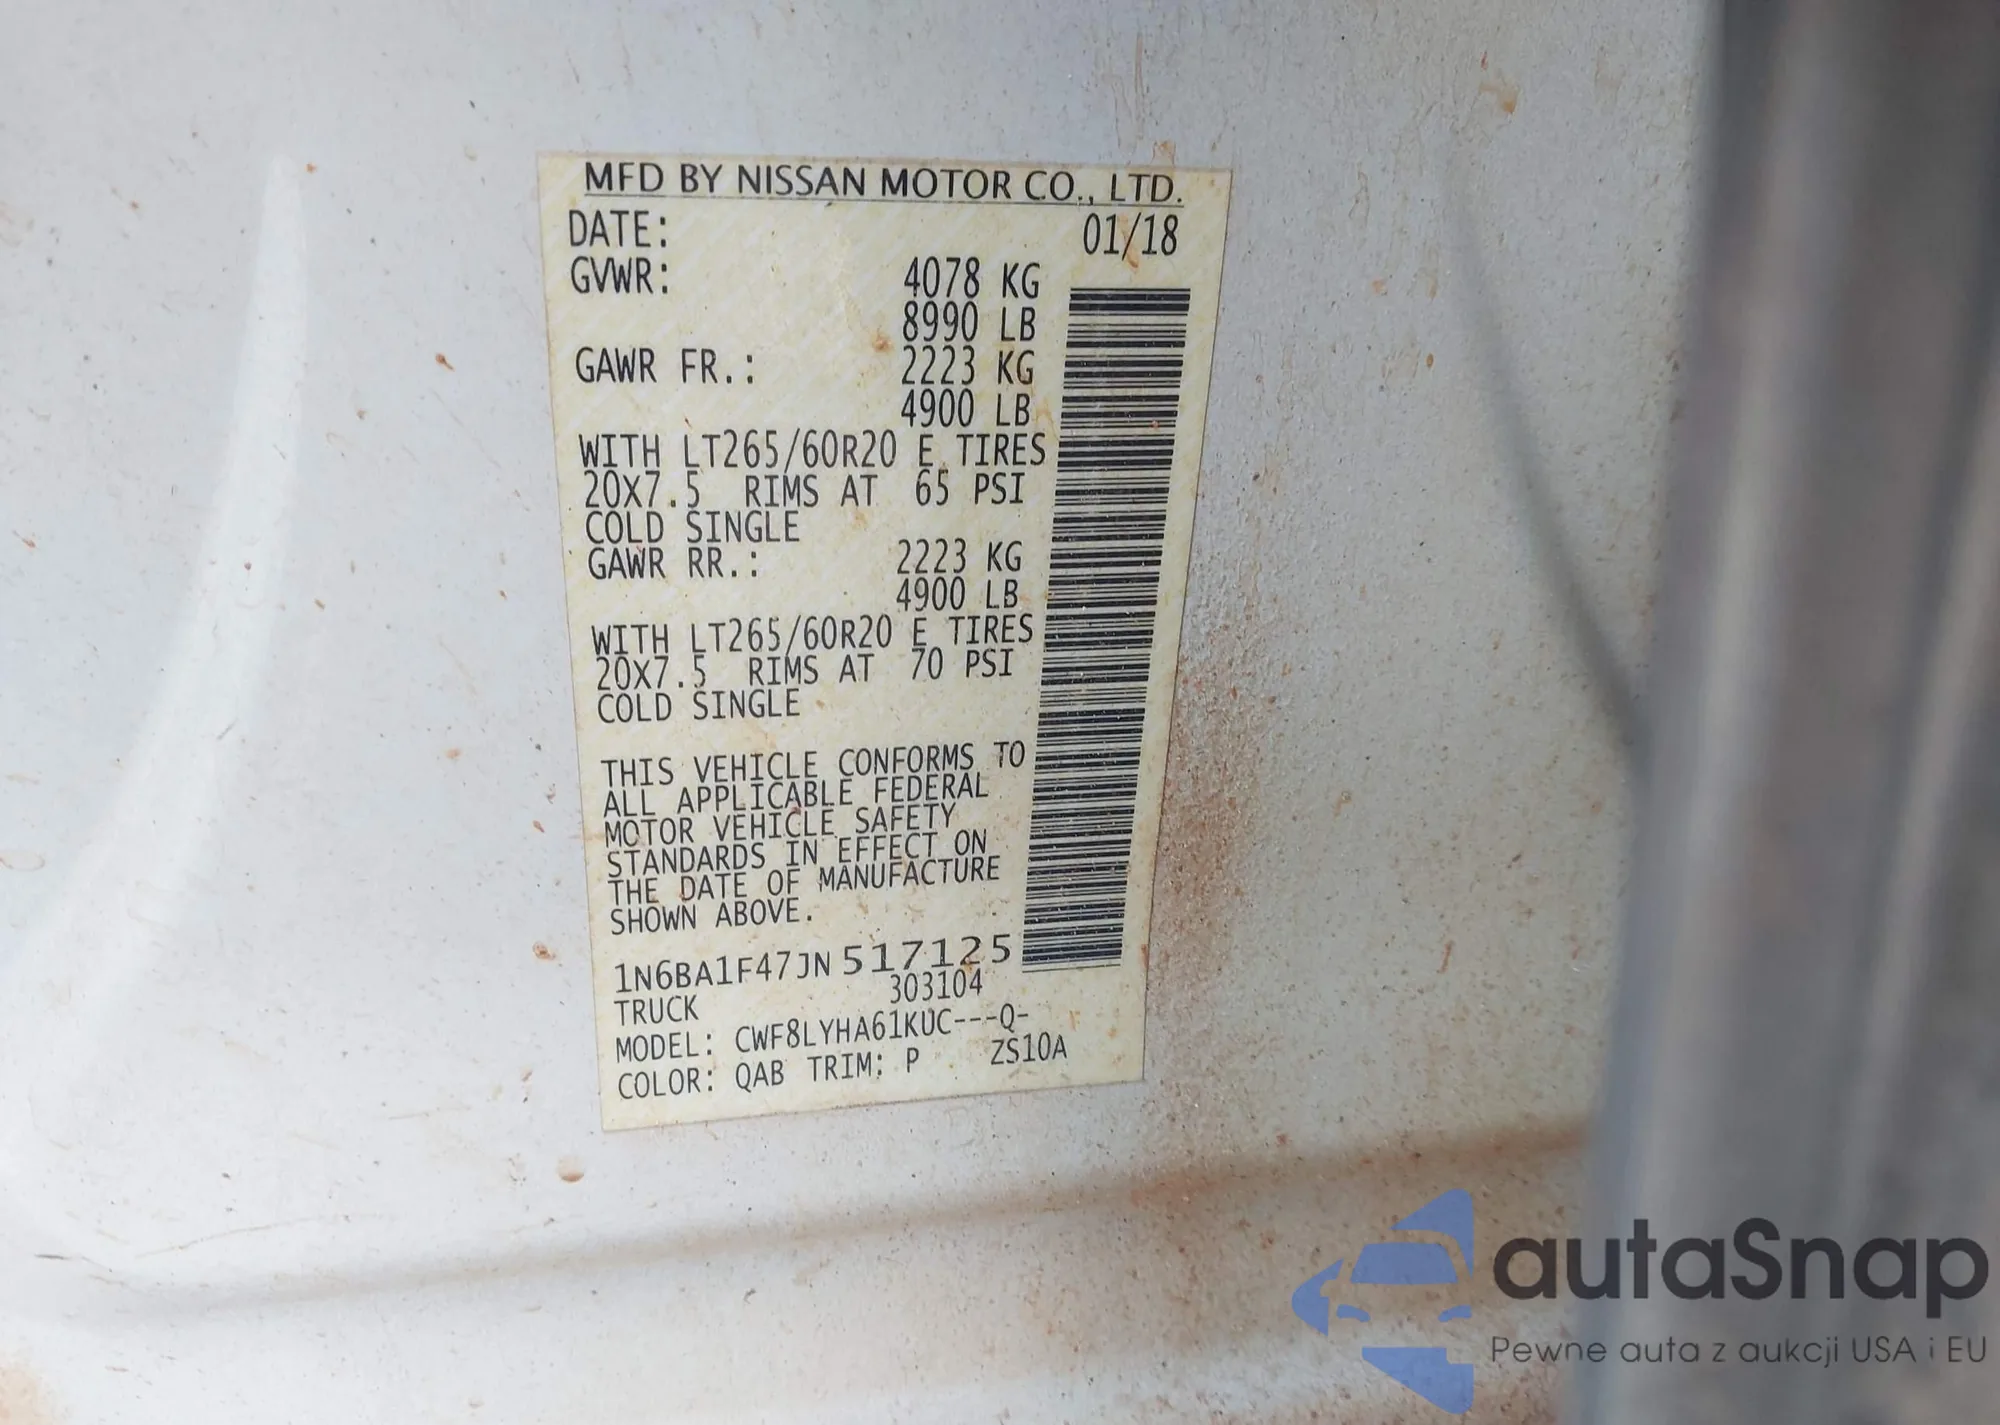 MFD BY NISSAN MOTOR CO., LTD.
DATE: 01/18
GVWR: 4078 KG
8990 LB
GAWR FR.: 2223 KG
4900 LB
WITH LT265/60R20 E TIRES
20X7.5 RIMS AT 65 PSI
COLD SINGLE
GAWR RR.: 2223 KG
4900 LB
WITH LT265/60R20 E TIRES
20X7.5 RIMS AT 70 PSI
COLD SINGLE
THIS VEHICLE CONFORMS TO
ALL APPLICABLE FEDERAL
MOTOR VEHICLE SAFETY
STANDARDS IN EFFECT ON
THE DATE OF MANUFACTURE
SHOWN ABOVE.
1N6BA1F47JN517125
TRUCK 303104
MODEL: CWF8LYHA61KUC---Q-
COLOR: QAB TRIM: P ZS10A
autaSnap
Pewne auta z aukcji USA i EU